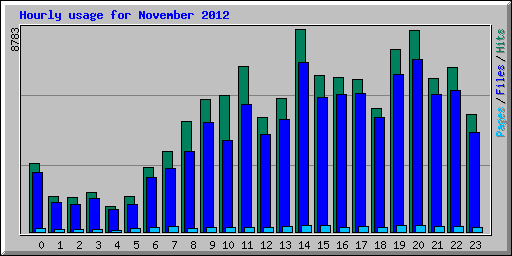 Hourly usage for November 2012
8783
Pages / Files / Hits
0 1 2 3 4 5 6 7 8 9 10 11 12 13 14 15 16 17 18 19 20 21 22 23